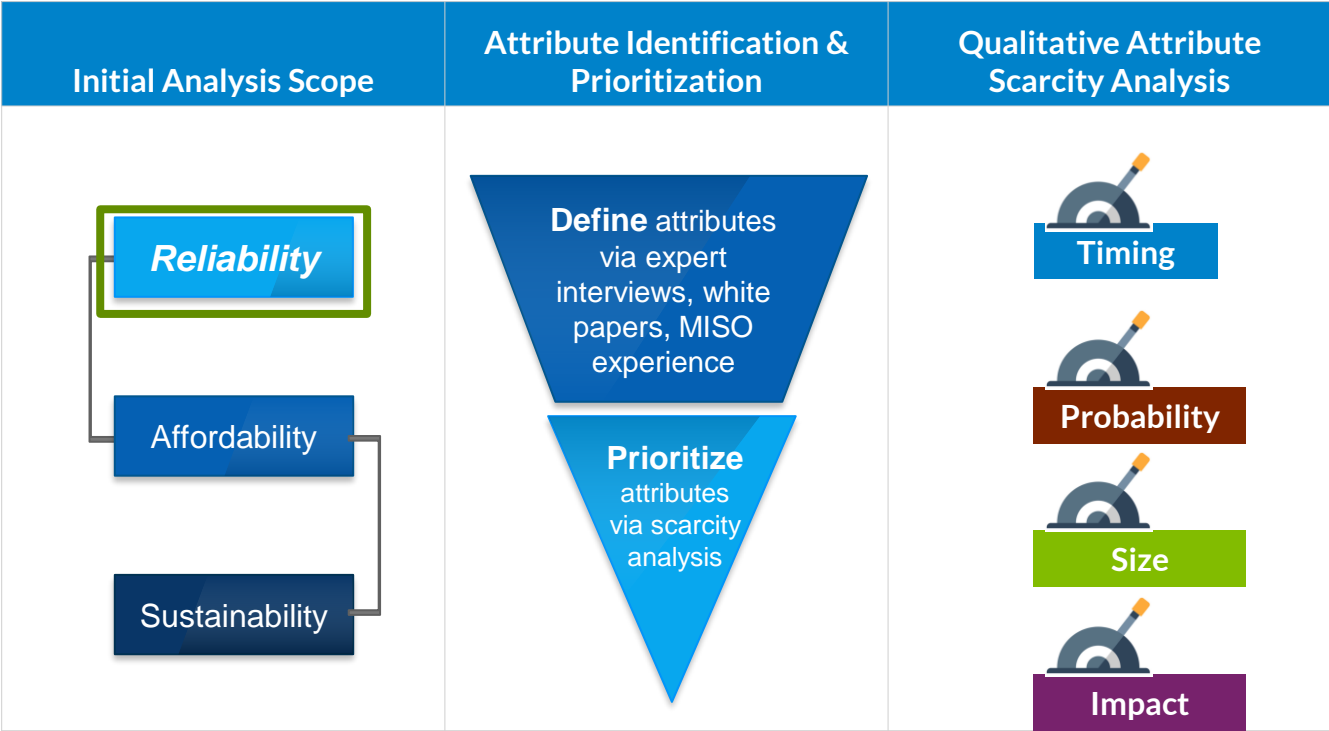 Initial Analysis Scope
Attribute Identification &
Prioritization
Qualitative Attribute
Scarcity Analysis
Reliability
Affordability
Sustainability
Define attributes
via expert
interviews, white
papers, MISO
experience
Prioritize
attributes
via scarcity
analysis
Timing
Probability
Size
Impact